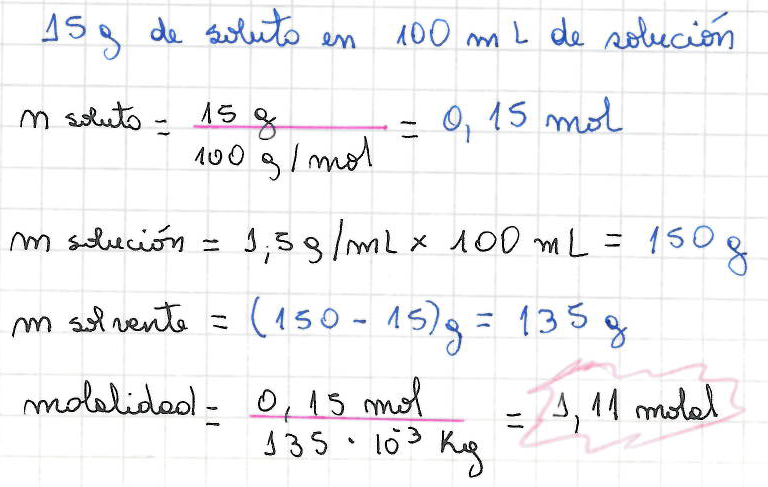 15 g de soluto en 100 mL de solución
n soluto = 15 g / 100 g/mol = 0,15 mol
m solución = 1,5 g/mL × 100 mL = 150 g
m solvente = (150 - 15)g = 135 g
molalidad = 0,15 mol / 135 · 10⁻³ Kg = 1,11 molal